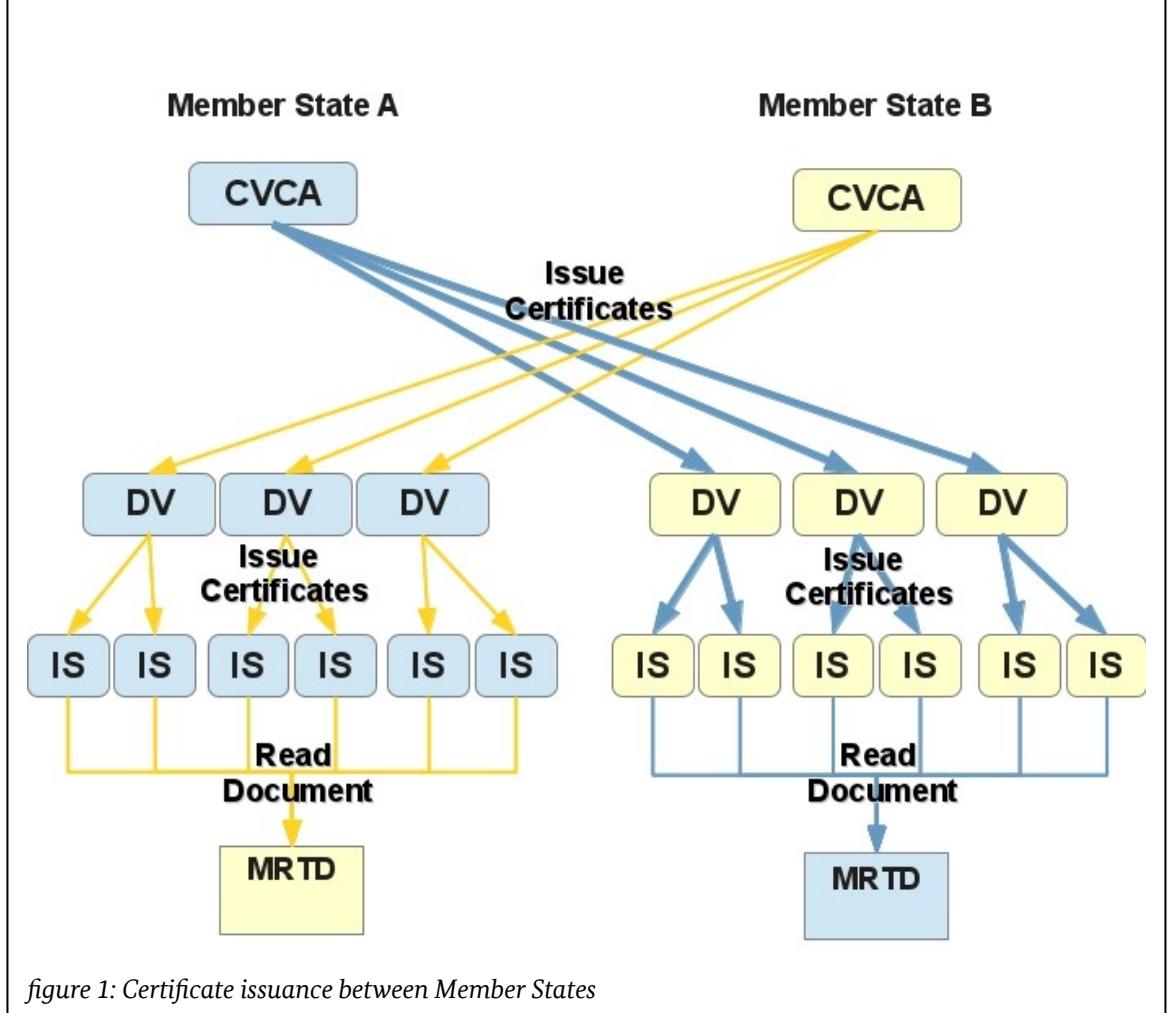 Member State A
Member State B
CVCA
CVCA
Issue
Certificates
DV
DV
DV
DV
DV
DV
Issue
Certificates
Issue
Certificates
IS
IS
IS
IS
IS
IS
IS
IS
IS
IS
IS
IS
Read
Document
Read
Document
MRTD
MRTD
figure 1: Certificate issuance between Member States